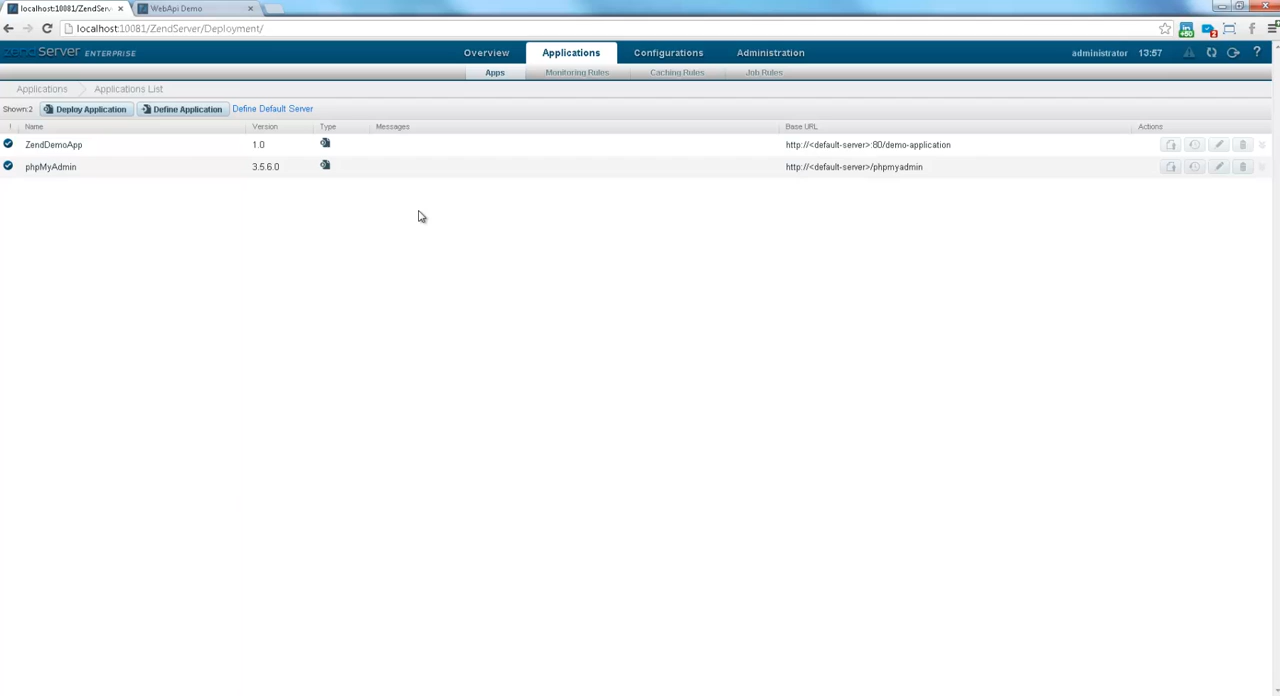 localhost:10081/ZendServ
WebApi Demo
localhost:10081/ZendServer/Deployment/
+50
2
zendServer ENTERPRISE
Overview
Applications
Configurations
Administration
administrator
13:57
?
Apps
Monitoring Rules
Caching Rules
Job Rules
Applications
Applications List
Shown:2
Deploy Application
Define Application
Define Default Server
! Name Version Type Messages Base URL Actions
ZendDemoApp 1.0 http://<default-server>:80/demo-application
phpMyAdmin 3.5.6.0 http://<default-server>/phpmyadmin